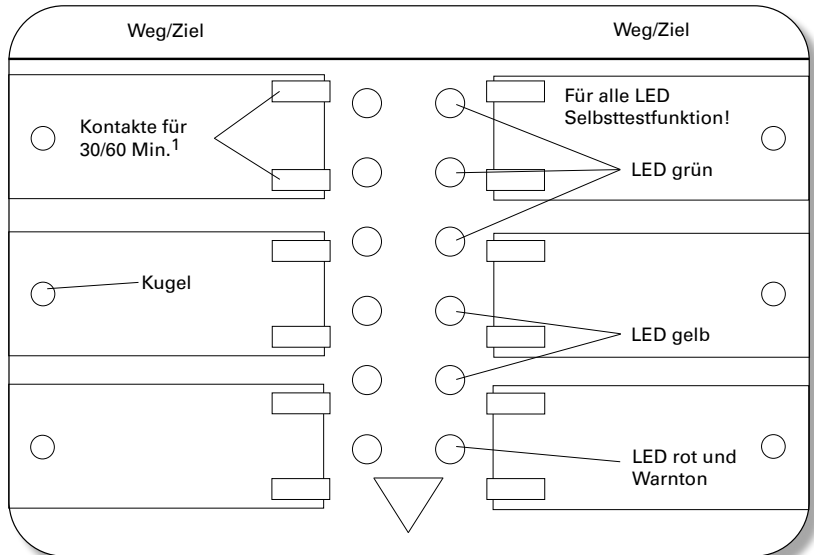 Weg/Ziel
Weg/Ziel
Kontakte für
30/60 Min.¹
Für alle LED
Selbsttestfunktion!
LED grün
Kugel
LED gelb
LED rot und
Warnton